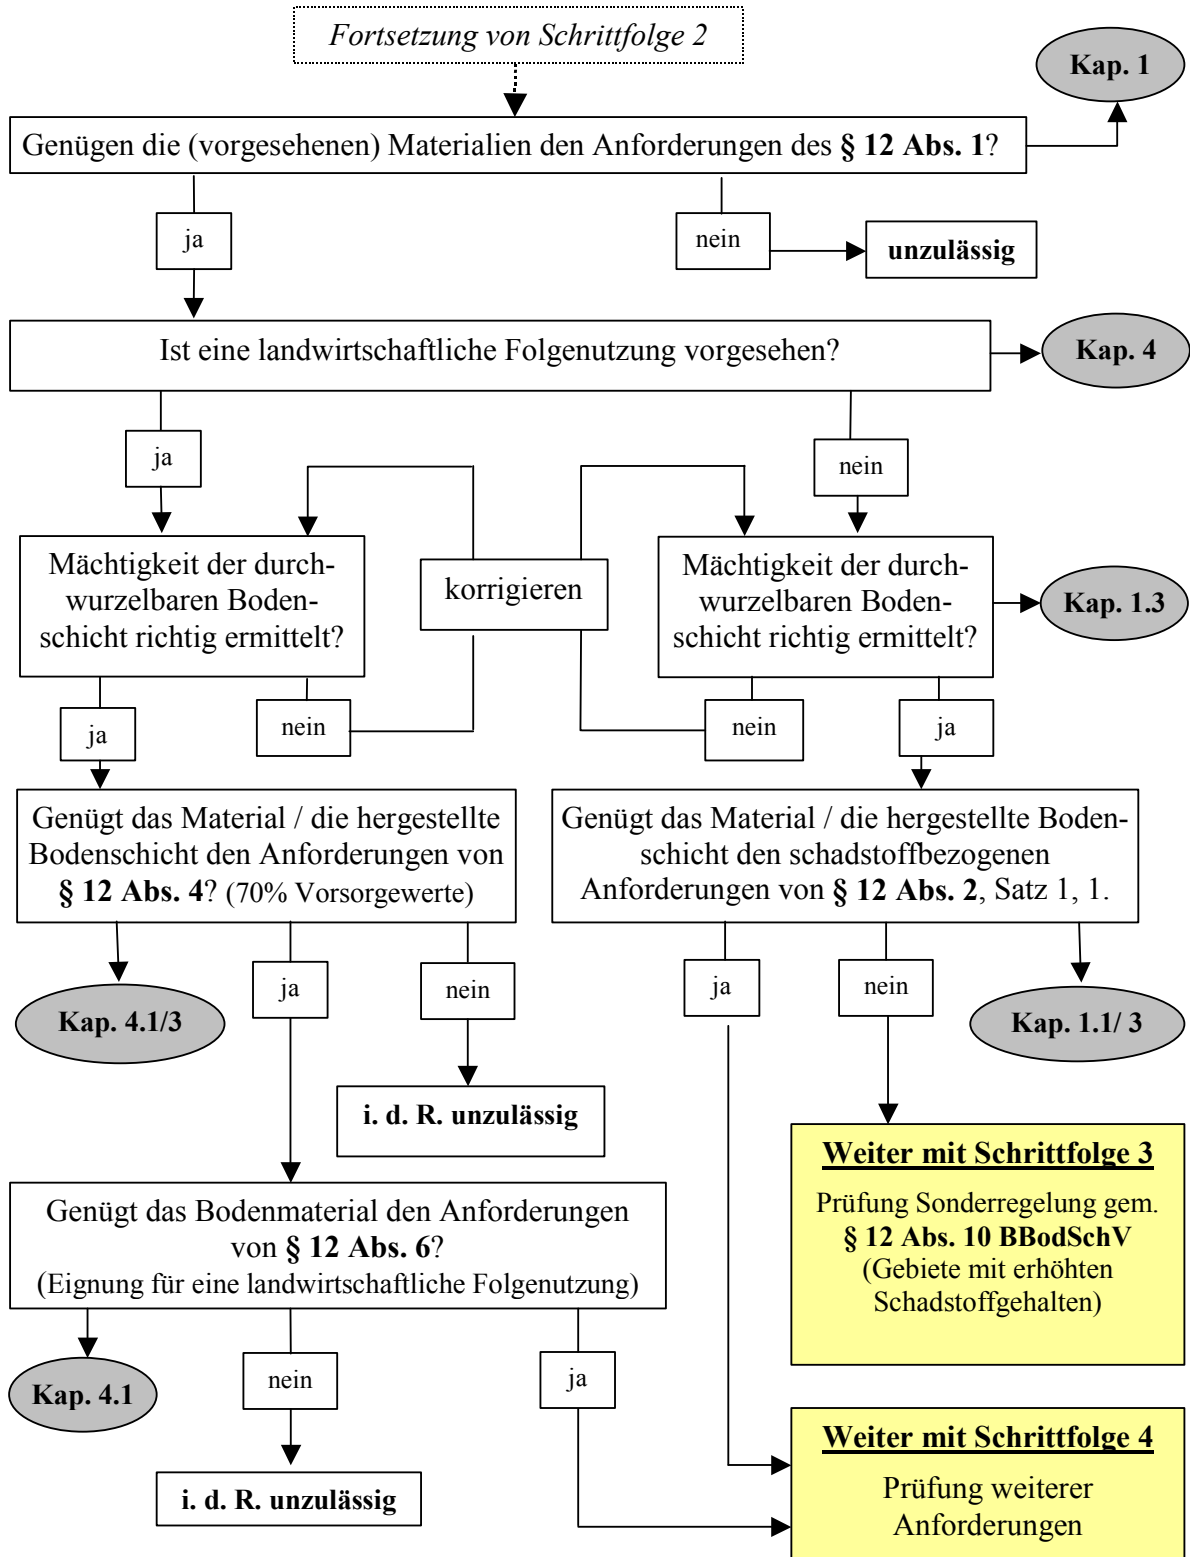 Fortsetzung von Schrittfolge 2
Kap. 1
Genügen die (vorgesehenen) Materialien den Anforderungen des § 12 Abs. 1?
ja
nein
unzulässig
Ist eine landwirtschaftliche Folgenutzung vorgesehen?
Kap. 4
ja
nein
Mächtigkeit der durch-
wurzelbaren Boden-
schicht richtig ermittelt?
korrigieren
Mächtigkeit der durch-
wurzelbaren Boden-
schicht richtig ermittelt?
Kap. 1.3
ja
nein
nein
ja
Genügt das Material / die hergestellte
Bodenschicht den Anforderungen von
§ 12 Abs. 4? (70% Vorsorgewerte)
Genügt das Material / die hergestellte Boden-
schicht den schadstoffbezogenen
Anforderungen von § 12 Abs. 2, Satz 1, 1.
Kap. 4.1/3
ja
nein
ja
nein
Kap. 1.1/ 3
i. d. R. unzulässig
Weiter mit Schrittfolge 3
Prüfung Sonderregelung gem.
§ 12 Abs. 10 BBodSchV
(Gebiete mit erhöhten
Schadstoffgehalten)
Genügt das Bodenmaterial den Anforderungen
von § 12 Abs. 6?
(Eignung für eine landwirtschaftliche Folgenutzung)
Kap. 4.1
nein
ja
i. d. R. unzulässig
Weiter mit Schrittfolge 4
Prüfung weiterer
Anforderungen